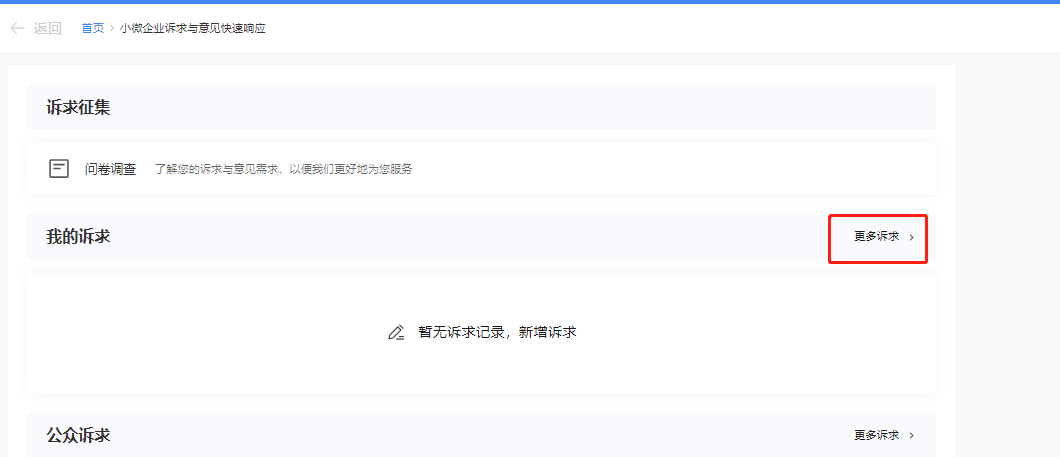 返回 首页 › 小微企业诉求与意见快速响应
诉求征集
问卷调查 了解您的诉求与意见需求，以便我们更好地为您服务
我的诉求 更多诉求 ›
暂无诉求记录，新增诉求
公众诉求 更多诉求 ›